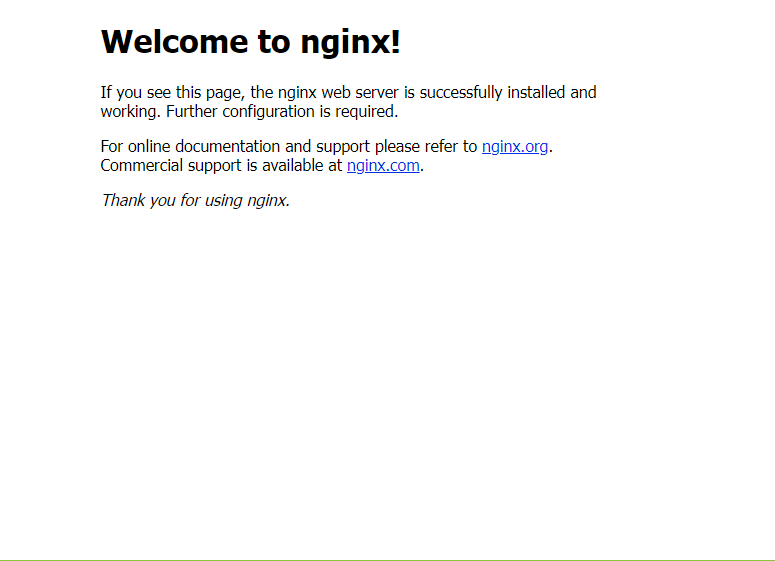 Welcome to nginx!
If you see this page, the nginx web server is successfully installed and
working. Further configuration is required.
For online documentation and support please refer to nginx.org.
Commercial support is available at nginx.com.
Thank you for using nginx.